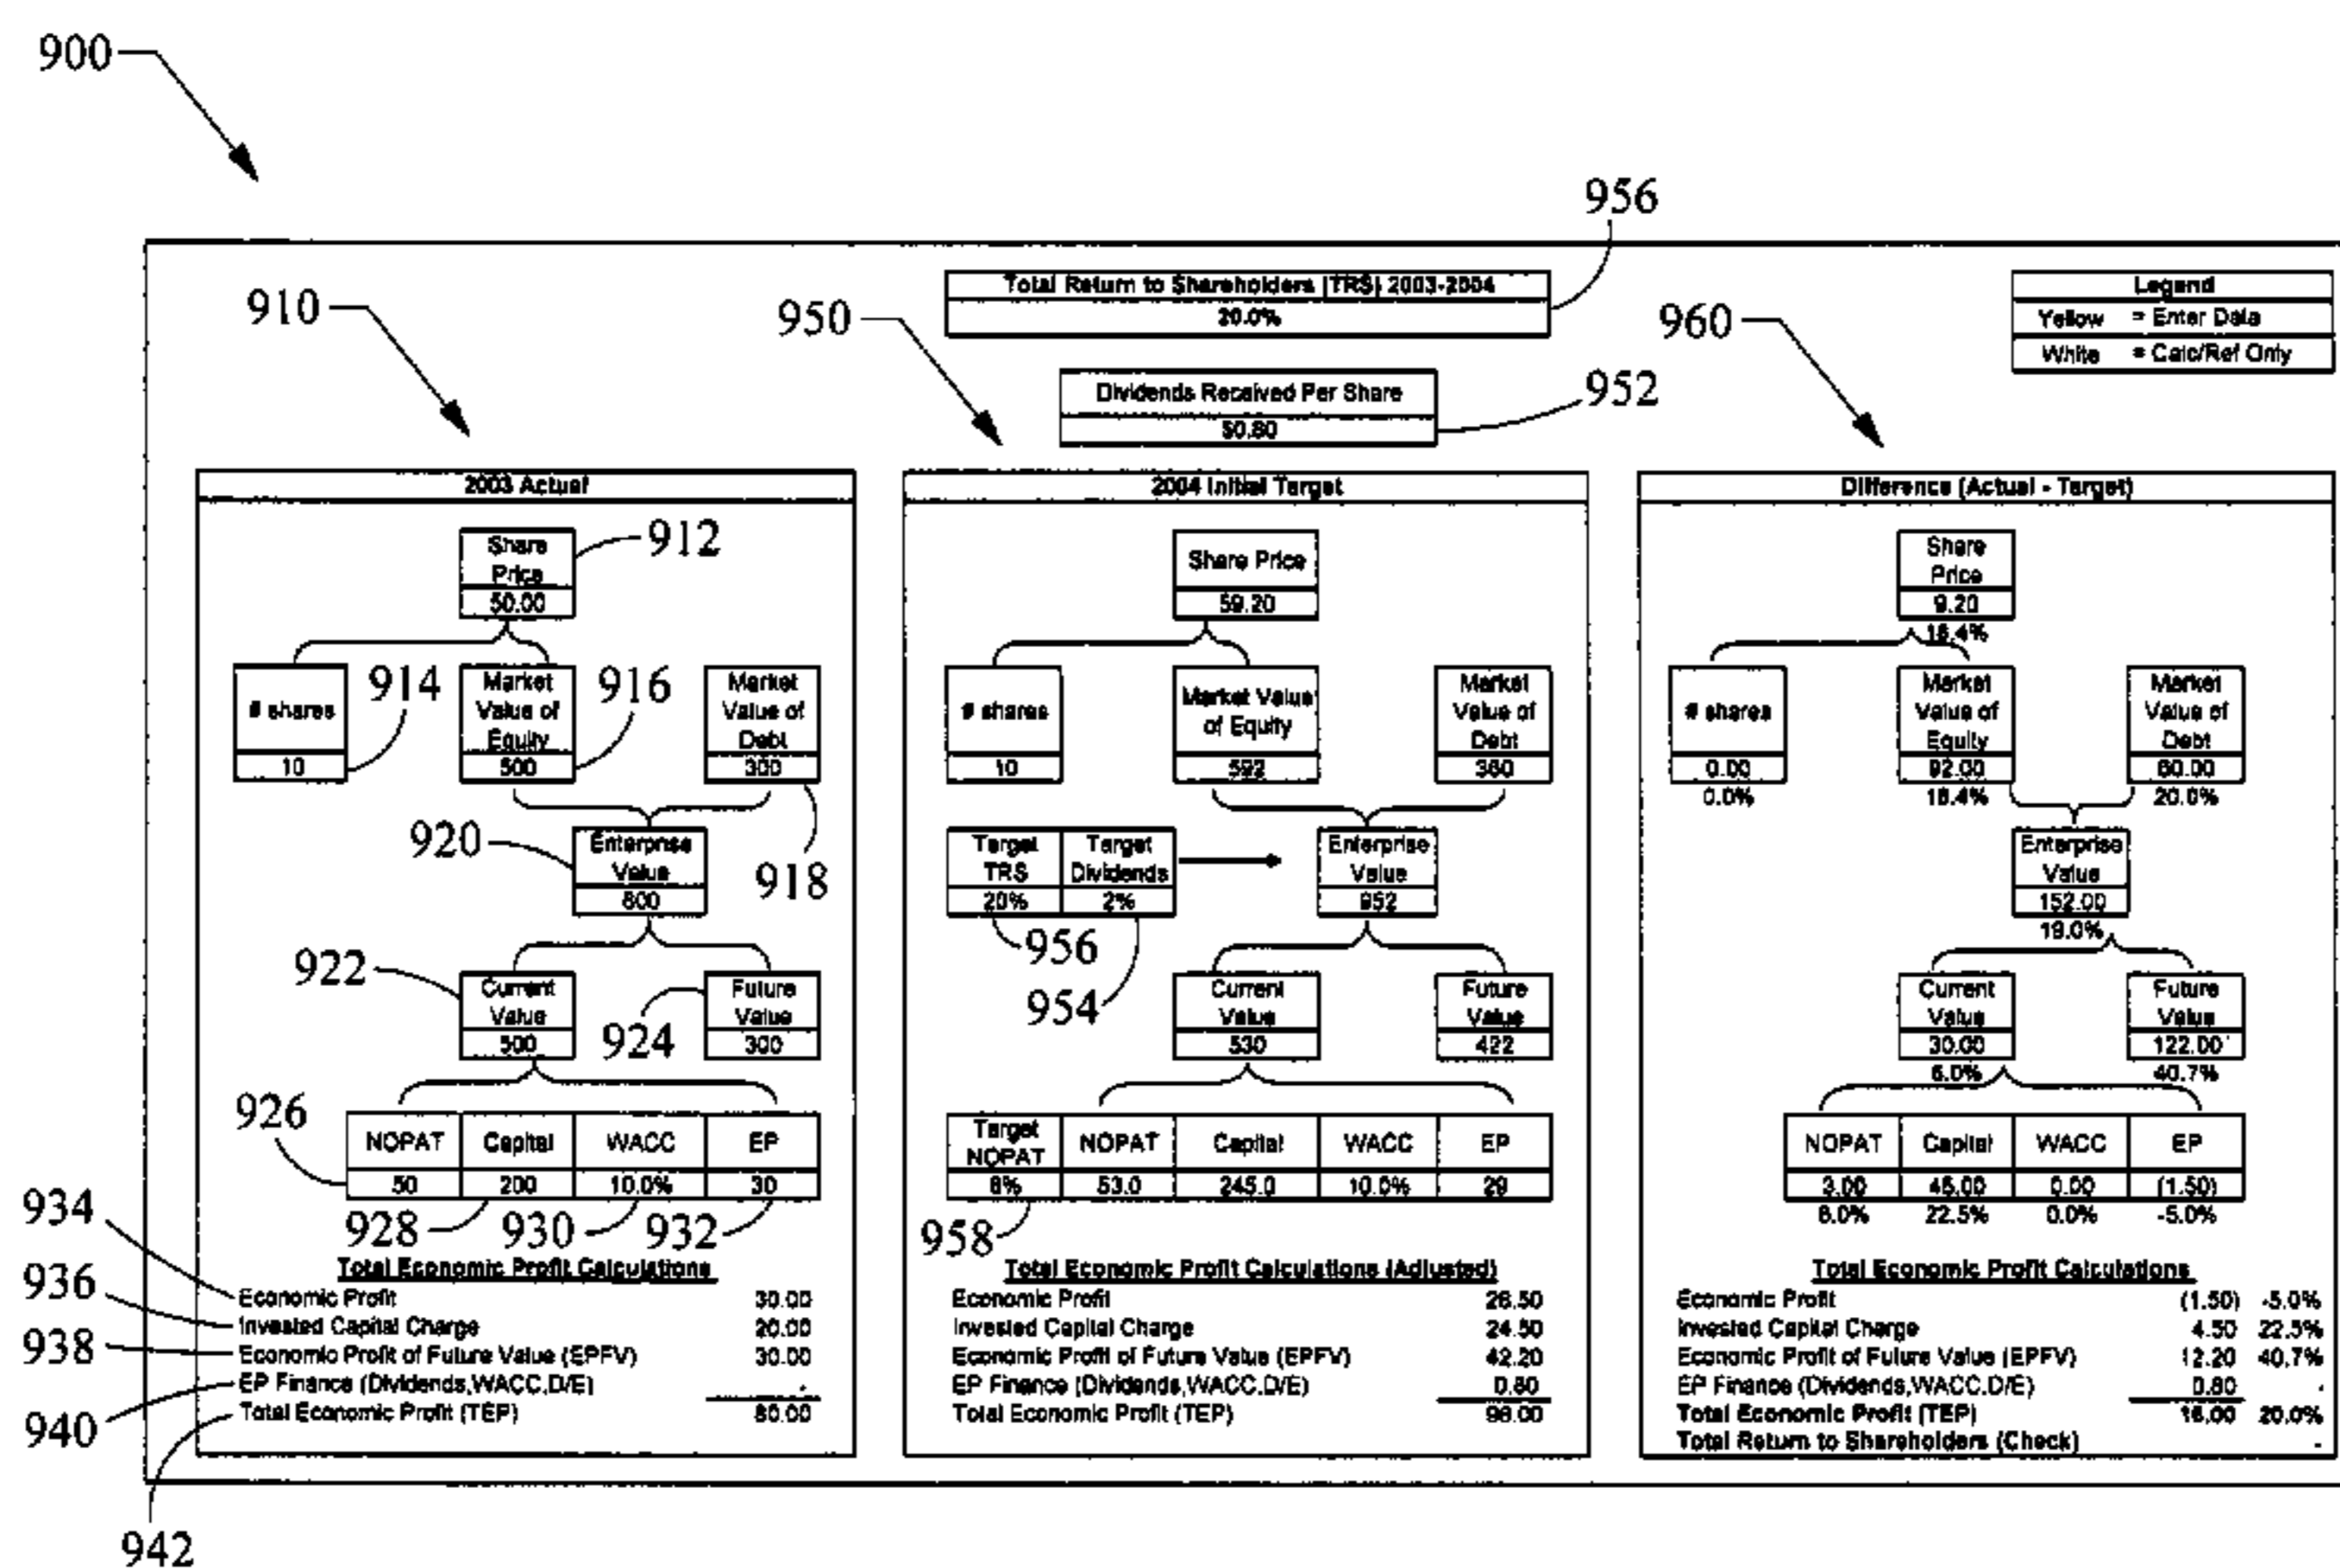 900
956
Total Return to Shareholders (TRS) 2003-2004
20.0%
Legend
Yellow = Enter Data
White = Calc/Ref Only
910
950
960
Dividends Received Per Share
$0.80
952
2003 Actual
Share
Price
50.00
912
# shares
10
914
Market
Value of
Equity
500
916
Market
Value of
Debt
300
918
920
Enterprise
Value
800
922
Current
Value
500
924
Future
Value
300
926
NOPAT Capital WACC EP
50 200 10.0% 30
928 930 932
Total Economic Profit Calculations
934
Economic Profit 30.00
936
Invested Capital Charge 20.00
938
Economic Profit of Future Value (EPFV) 30.00
940
EP Finance (Dividends,WACC,D/E) -
Total Economic Profit (TEP) 80.00
942
2004 Initial Target
Share Price
59.20
# shares
10
Market Value
of Equity
592
Market
Value of
Debt
360
Target
TRS
20%
Target
Dividends
2%
956
954
Enterprise
Value
952
Current
Value
530
Future
Value
422
Target
NOPAT NOPAT Capital WACC EP
6% 53.0 245.0 10.0% 29
958
Total Economic Profit Calculations (Adjusted)
Economic Profit 28.50
Invested Capital Charge 24.50
Economic Profit of Future Value (EPFV) 42.20
EP Finance (Dividends,WACC,D/E) 0.80
Total Economic Profit (TEP) 96.00
Difference (Actual - Target)
Share
Price
9.20
18.4%
# shares
0.00
0.0%
Market
Value of
Equity
92.00
18.4%
Market
Value of
Debt
60.00
20.0%
Enterprise
Value
152.00
19.0%
Current
Value
30.00
6.0%
Future
Value
122.00
40.7%
NOPAT Capital WACC EP
3.00 45.00 0.00 (1.50)
6.0% 22.5% 0.0% -5.0%
Total Economic Profit Calculations
Economic Profit (1.50) -5.0%
Invested Capital Charge 4.50 22.5%
Economic Profit of Future Value (EPFV) 12.20 40.7%
EP Finance (Dividends,WACC,D/E) 0.80 -
Total Economic Profit (TEP) 16.00 20.0%
Total Return to Shareholders (Check) -